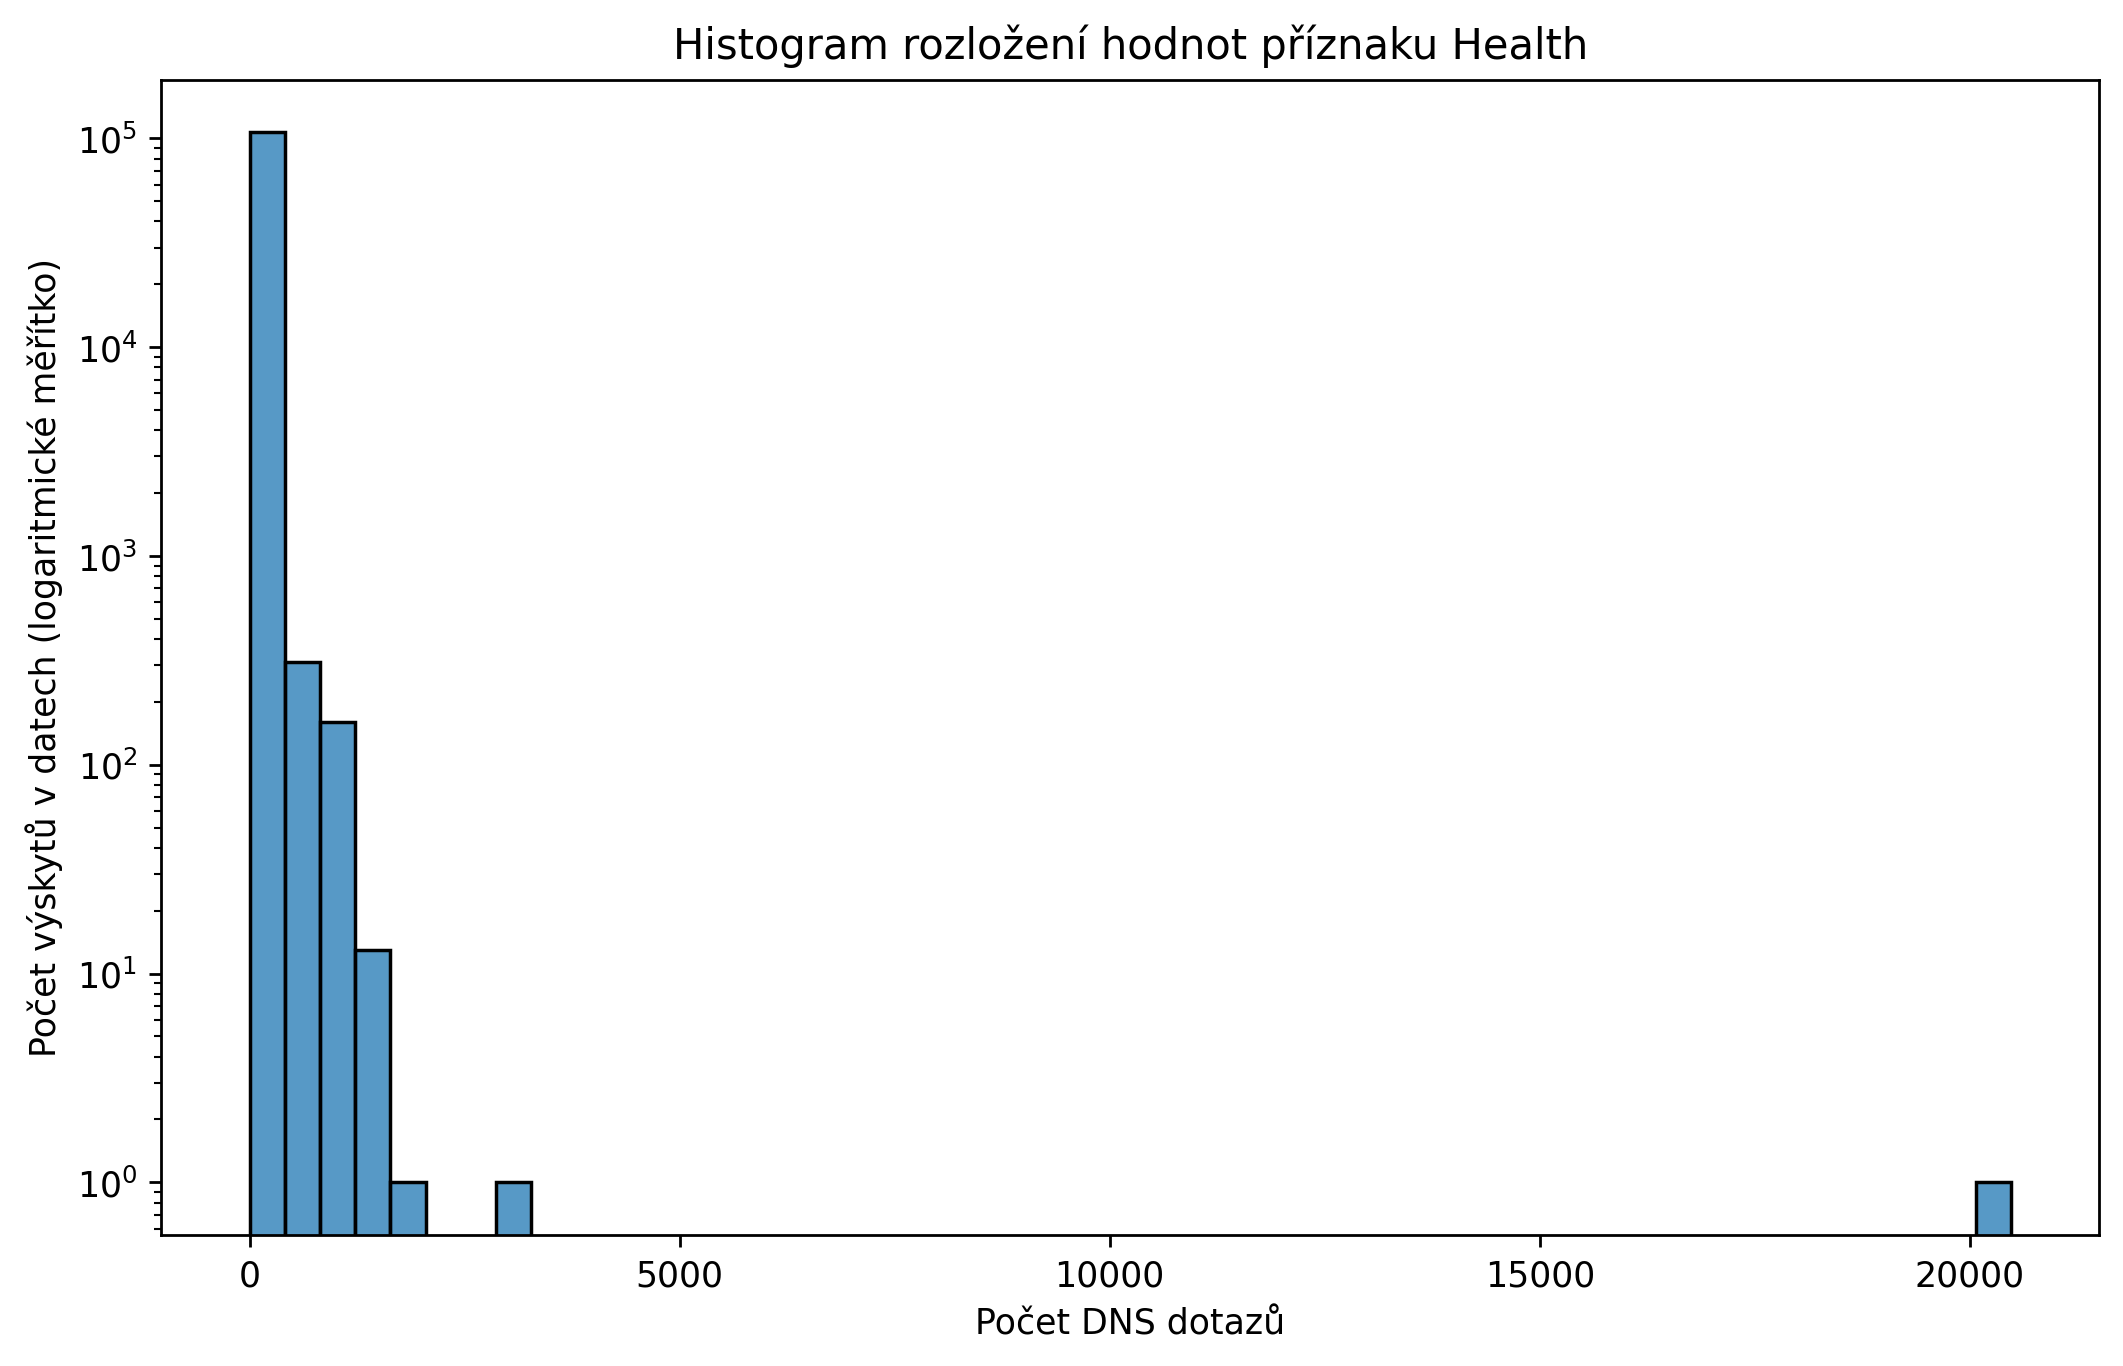 Histogram rozložení hodnot příznaku Health
Počet výskytů v datech (logaritmické měřítko)
10⁵
10⁴
10³
10²
10¹
10⁰
0 5000 10000 15000 20000
Počet DNS dotazů